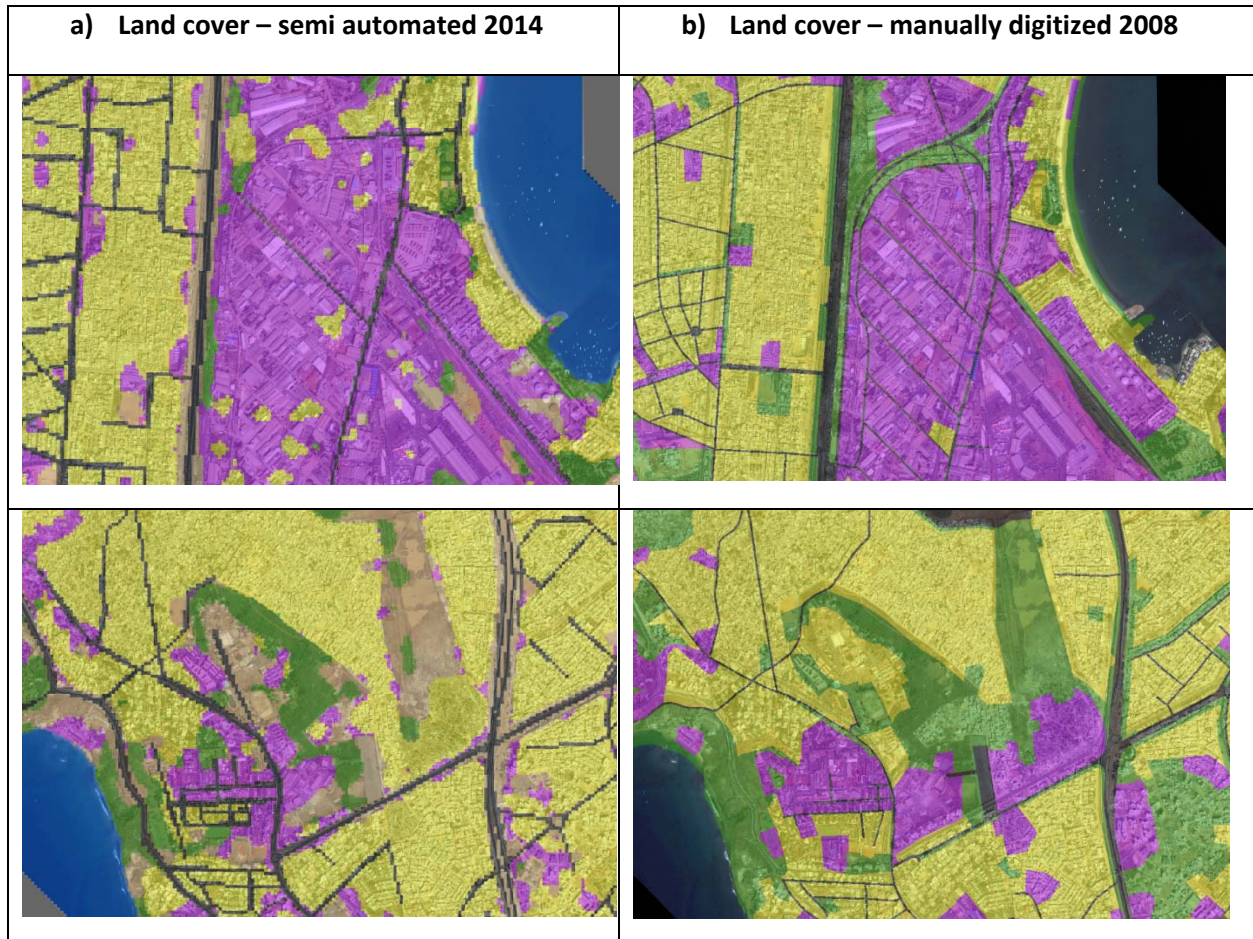 a) Land cover – semi automated 2014
b) Land cover – manually digitized 2008